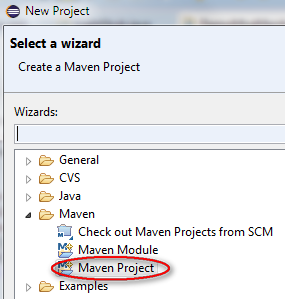 New Project
Select a wizard
Create a Maven Project
Wizards:
General
CVS
Java
Maven
Check out Maven Projects from SCM
Maven Module
Maven Project
Examples